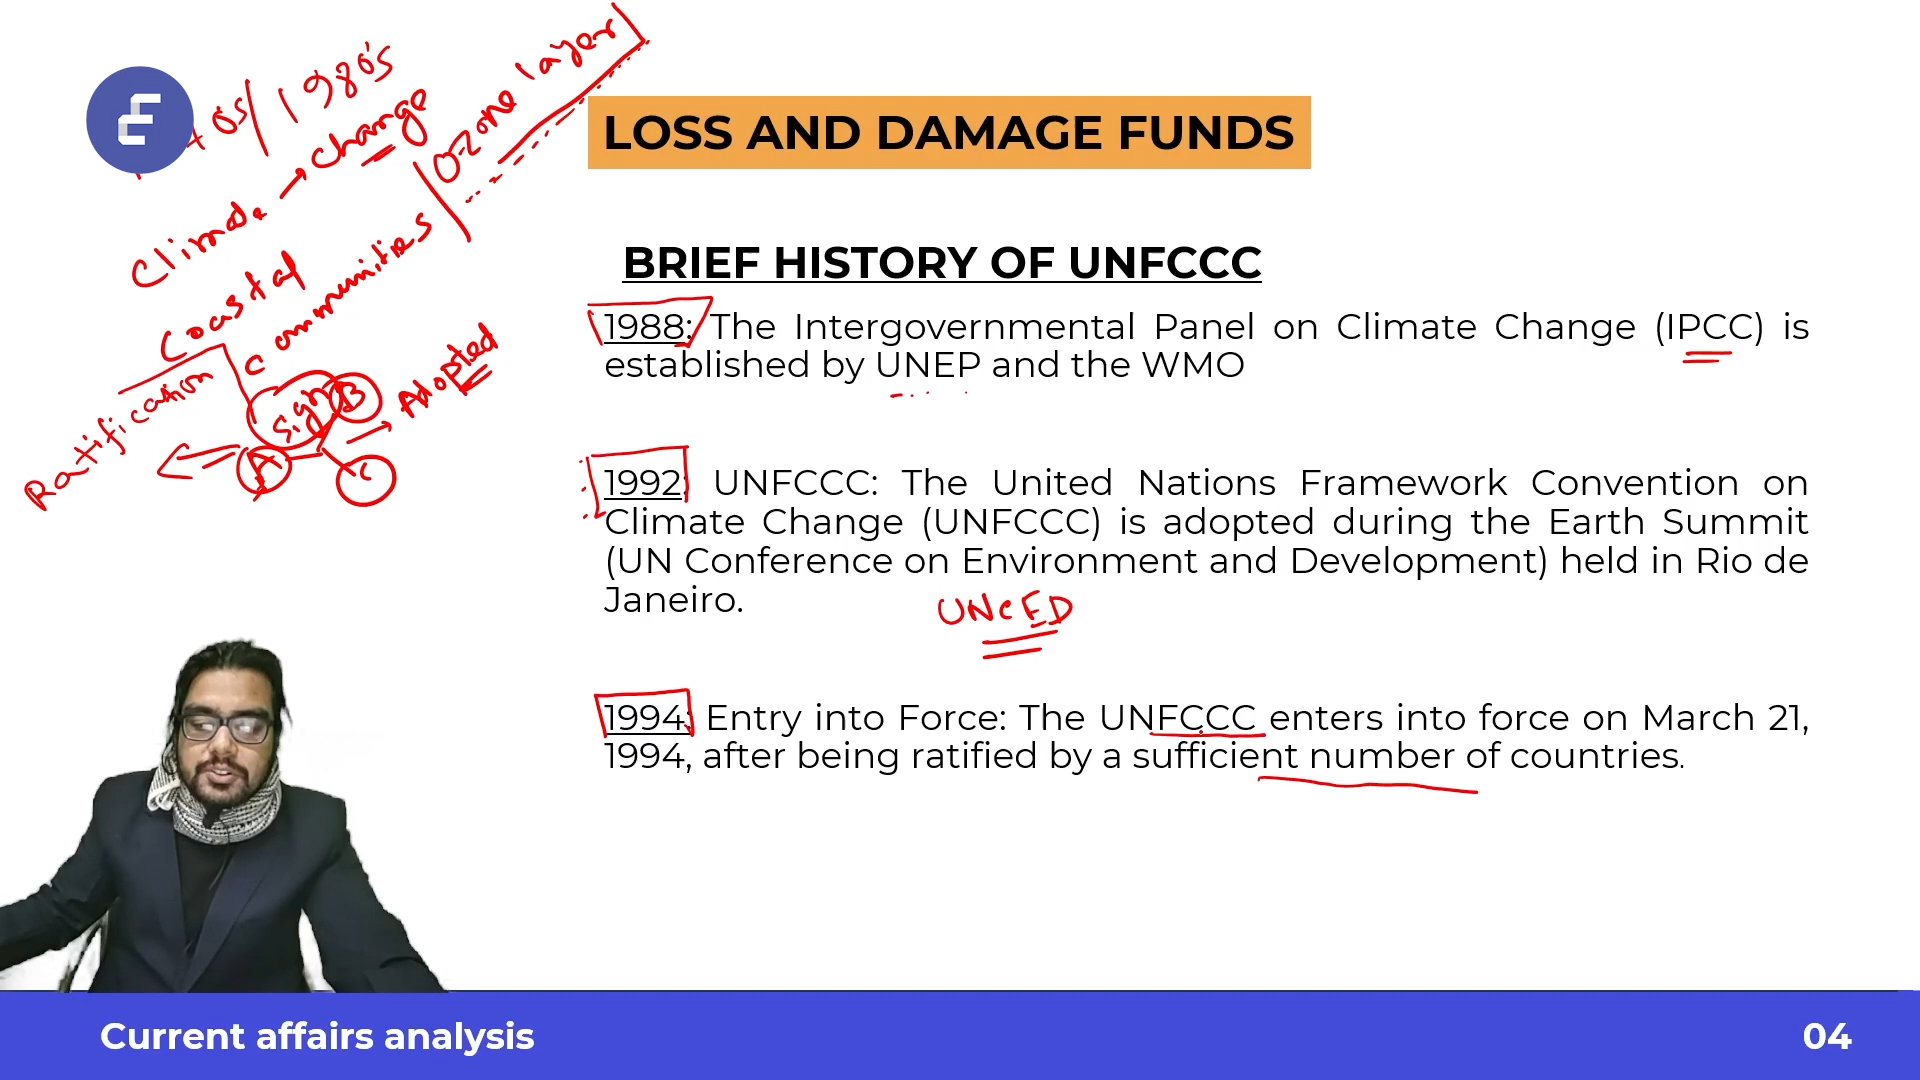 0s/ 1980's
Climate → change
Coastal communities / Ozone layer
LOSS AND DAMAGE FUNDS
BRIEF HISTORY OF UNFCCC
1988: The Intergovernmental Panel on Climate Change (IPCC) is
established by UNEP and the WMO
Ratification
Sign
A
B
C
Adopted
1992: UNFCCC: The United Nations Framework Convention on
Climate Change (UNFCCC) is adopted during the Earth Summit
(UN Conference on Environment and Development) held in Rio de
Janeiro.
UNCED
1994: Entry into Force: The UNFCCC enters into force on March 21,
1994, after being ratified by a sufficient number of countries.
Current affairs analysis
04